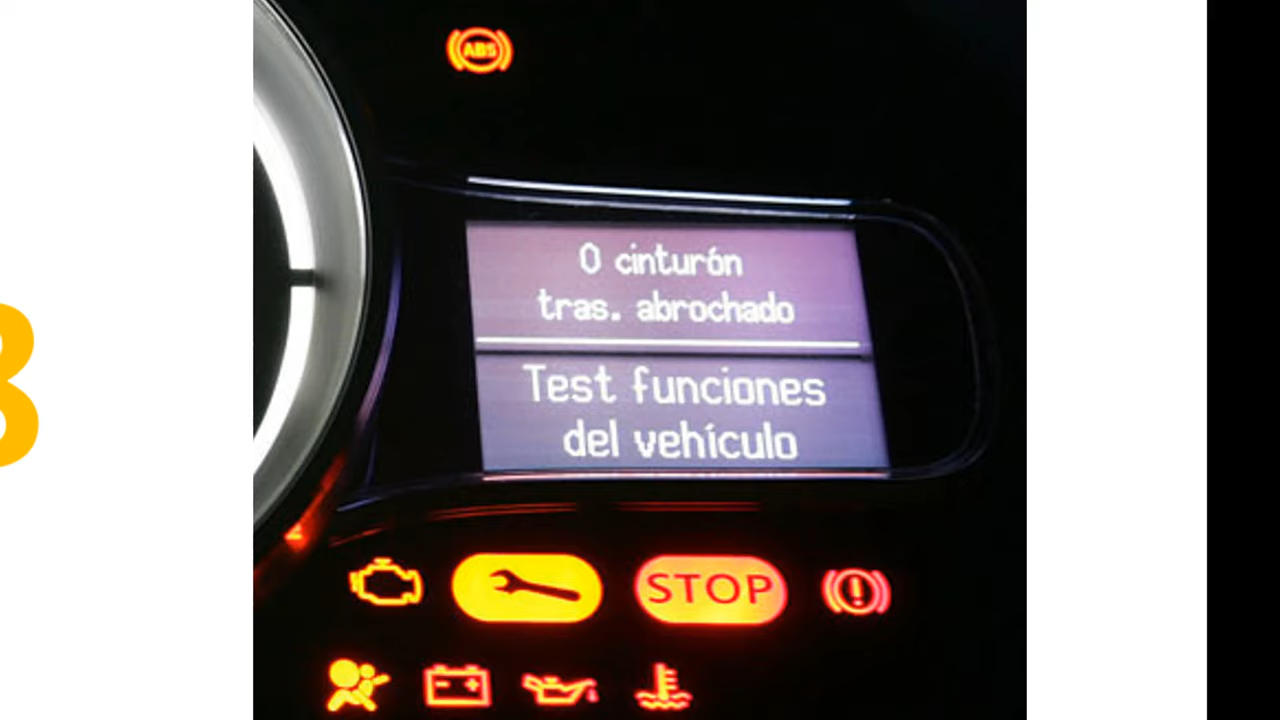 ABS
0 cinturón
tras. abrochado
Test funciones
del vehículo
STOP